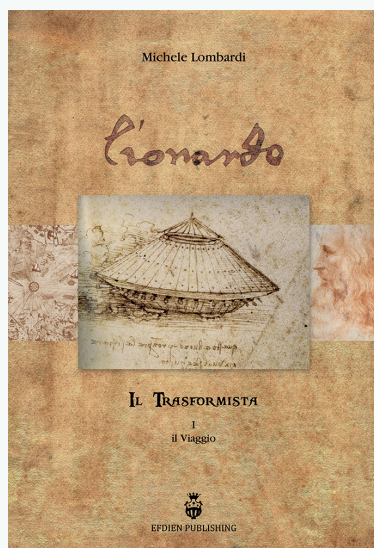 Michele Lombardi
Lionardo
Il Trasformista
I
il Viaggio
EFDIEN PUBLISHING